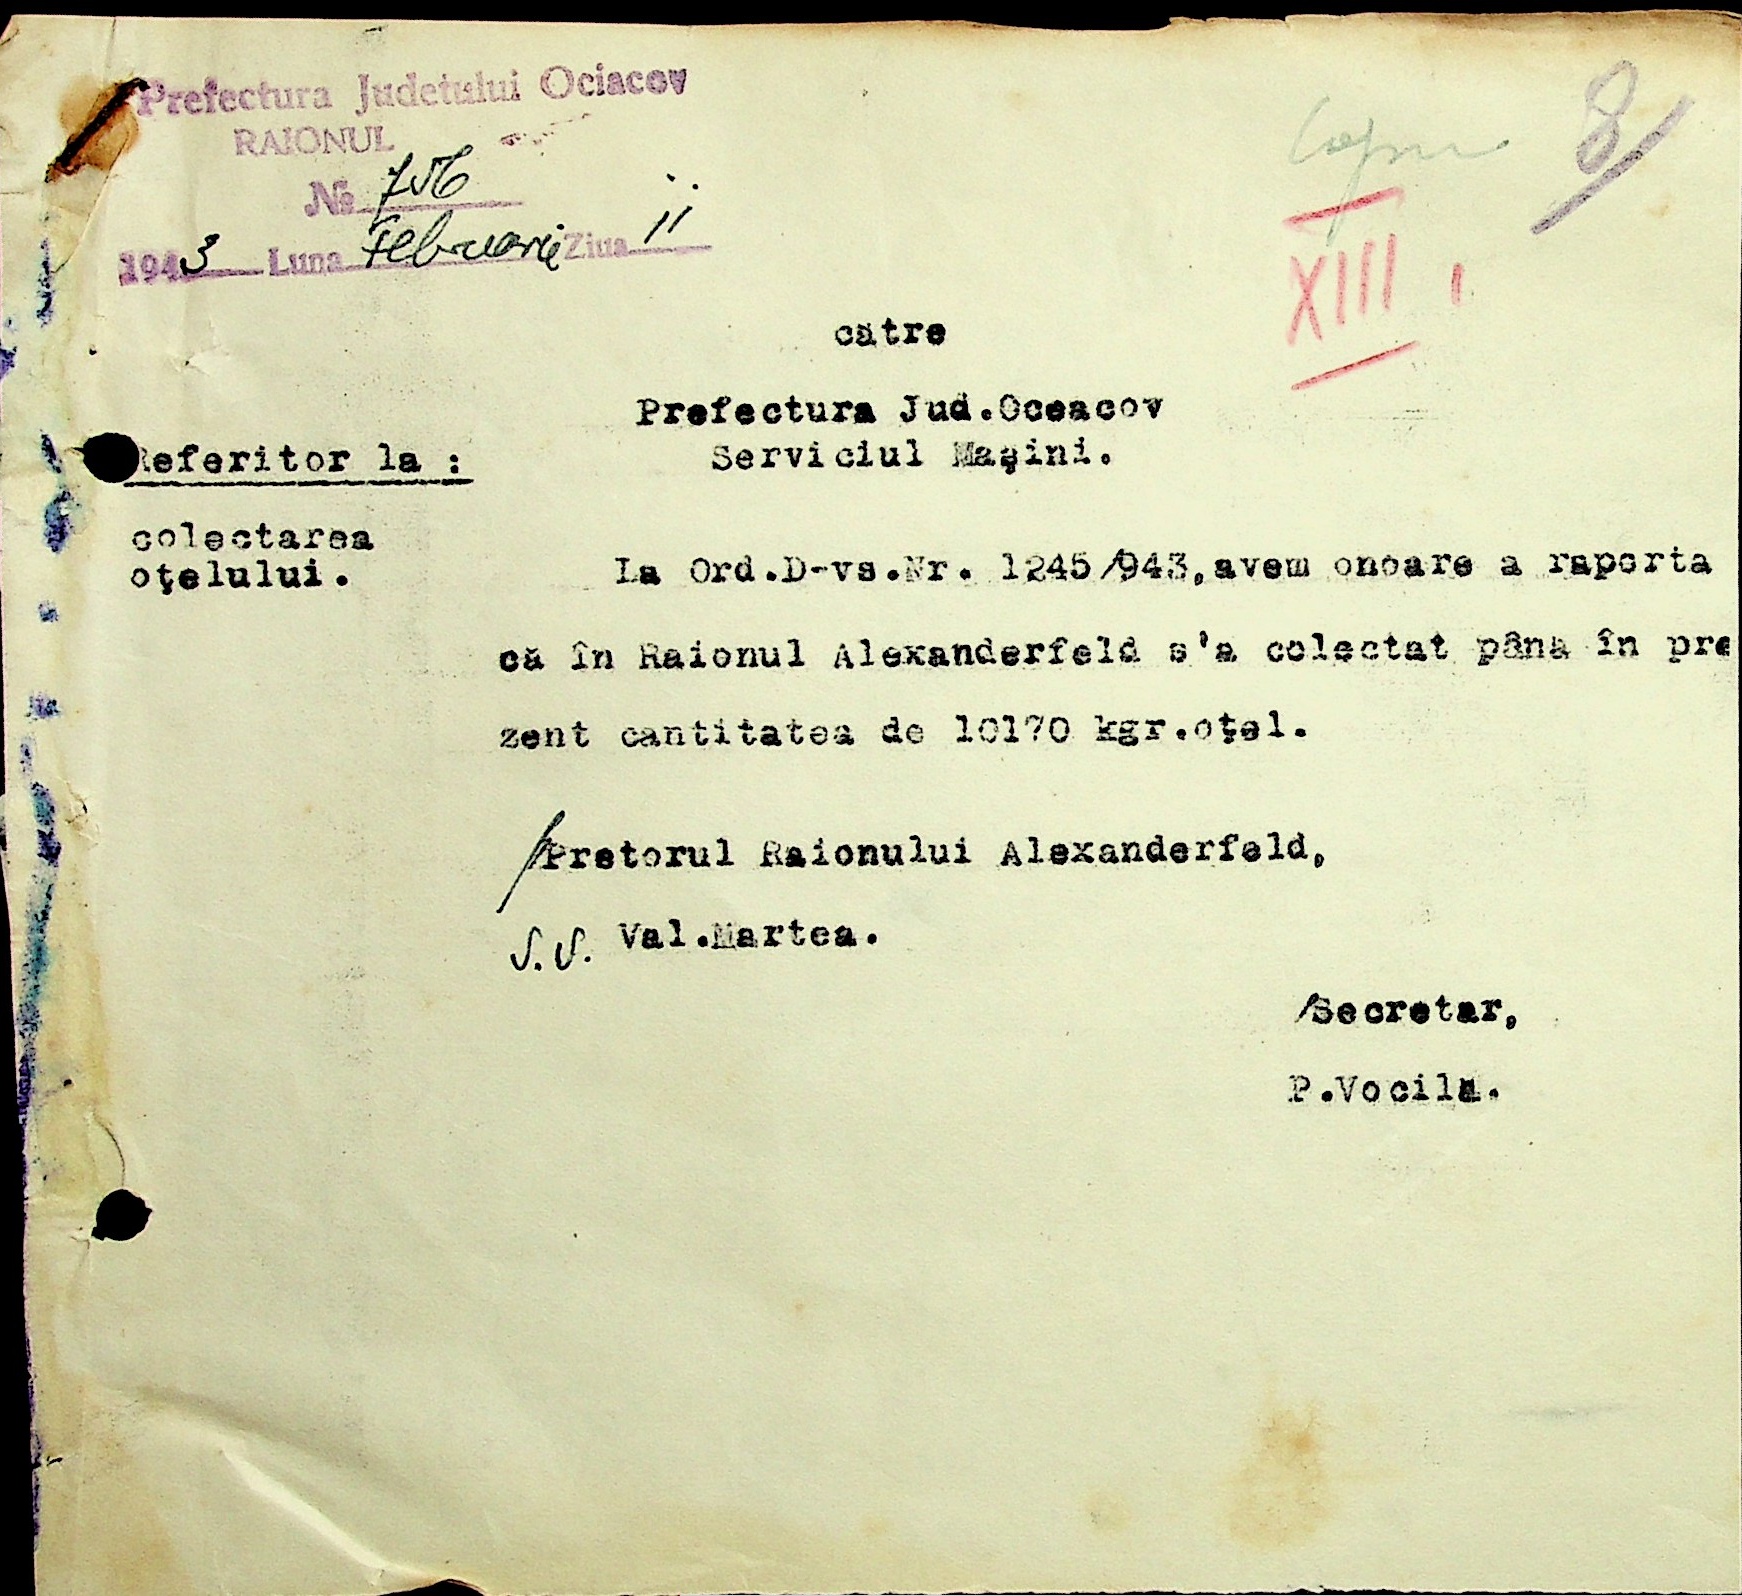 Prefectura Judetului Ociacov
RAIONUL
№ 756
1943 Luna Februarie Ziua 11
8
XIII
către
Prefectura Jud.Oceacov
Serviciul Maşini.
Referitor la :
colectarea
oţelului.
La Ord.D-vs.Nr. 1245/943,avem onoare a raporta
că în Raionul Alexanderfeld s'a colectat până în pre
zent cantitatea de 10170 kgr.oţel.
/Pretorul Raionului Alexanderfeld,
Val.Martea.
/Secretar,
P.Vocila.